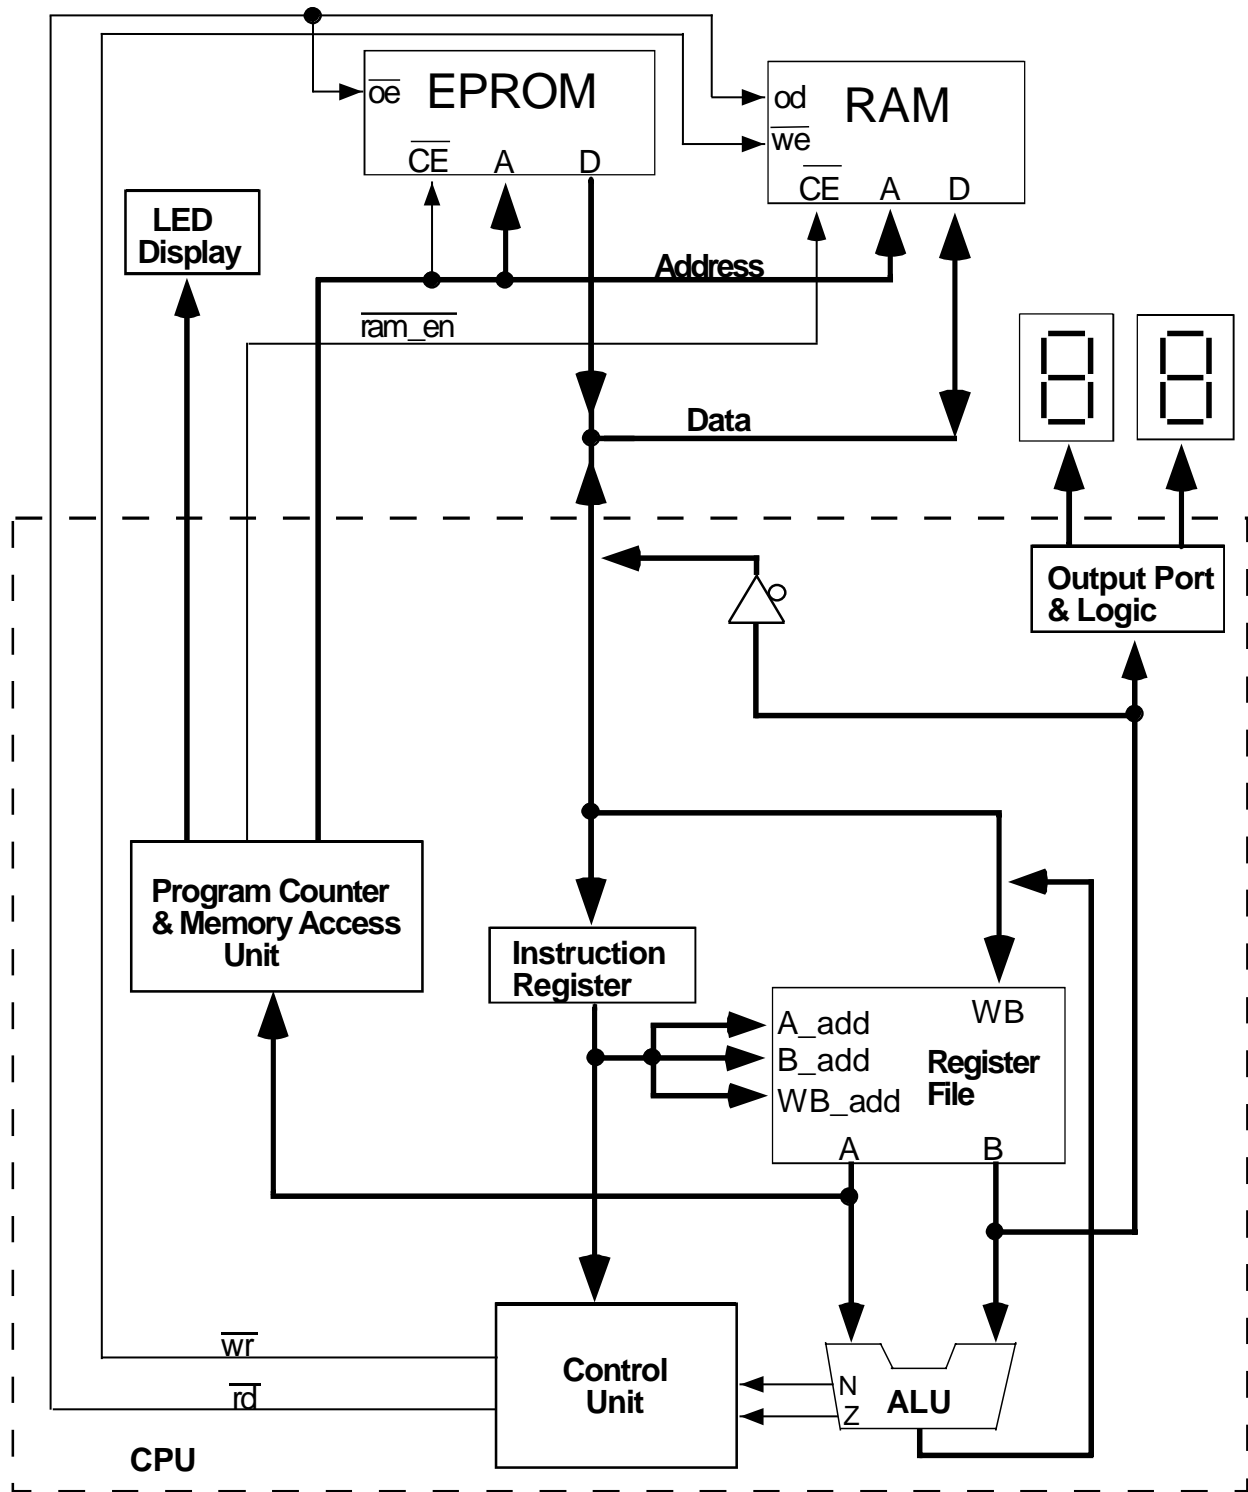 EPROM
oe
CE A D
RAM
od
we
CE A D
LED
Display
Address
ram_en
Data
Output Port
& Logic
Program Counter
& Memory Access
Unit
Instruction
Register
WB
A_add
B_add
WB_add
Register
File
A B
wr
rd
Control
Unit
N
Z
ALU
CPU